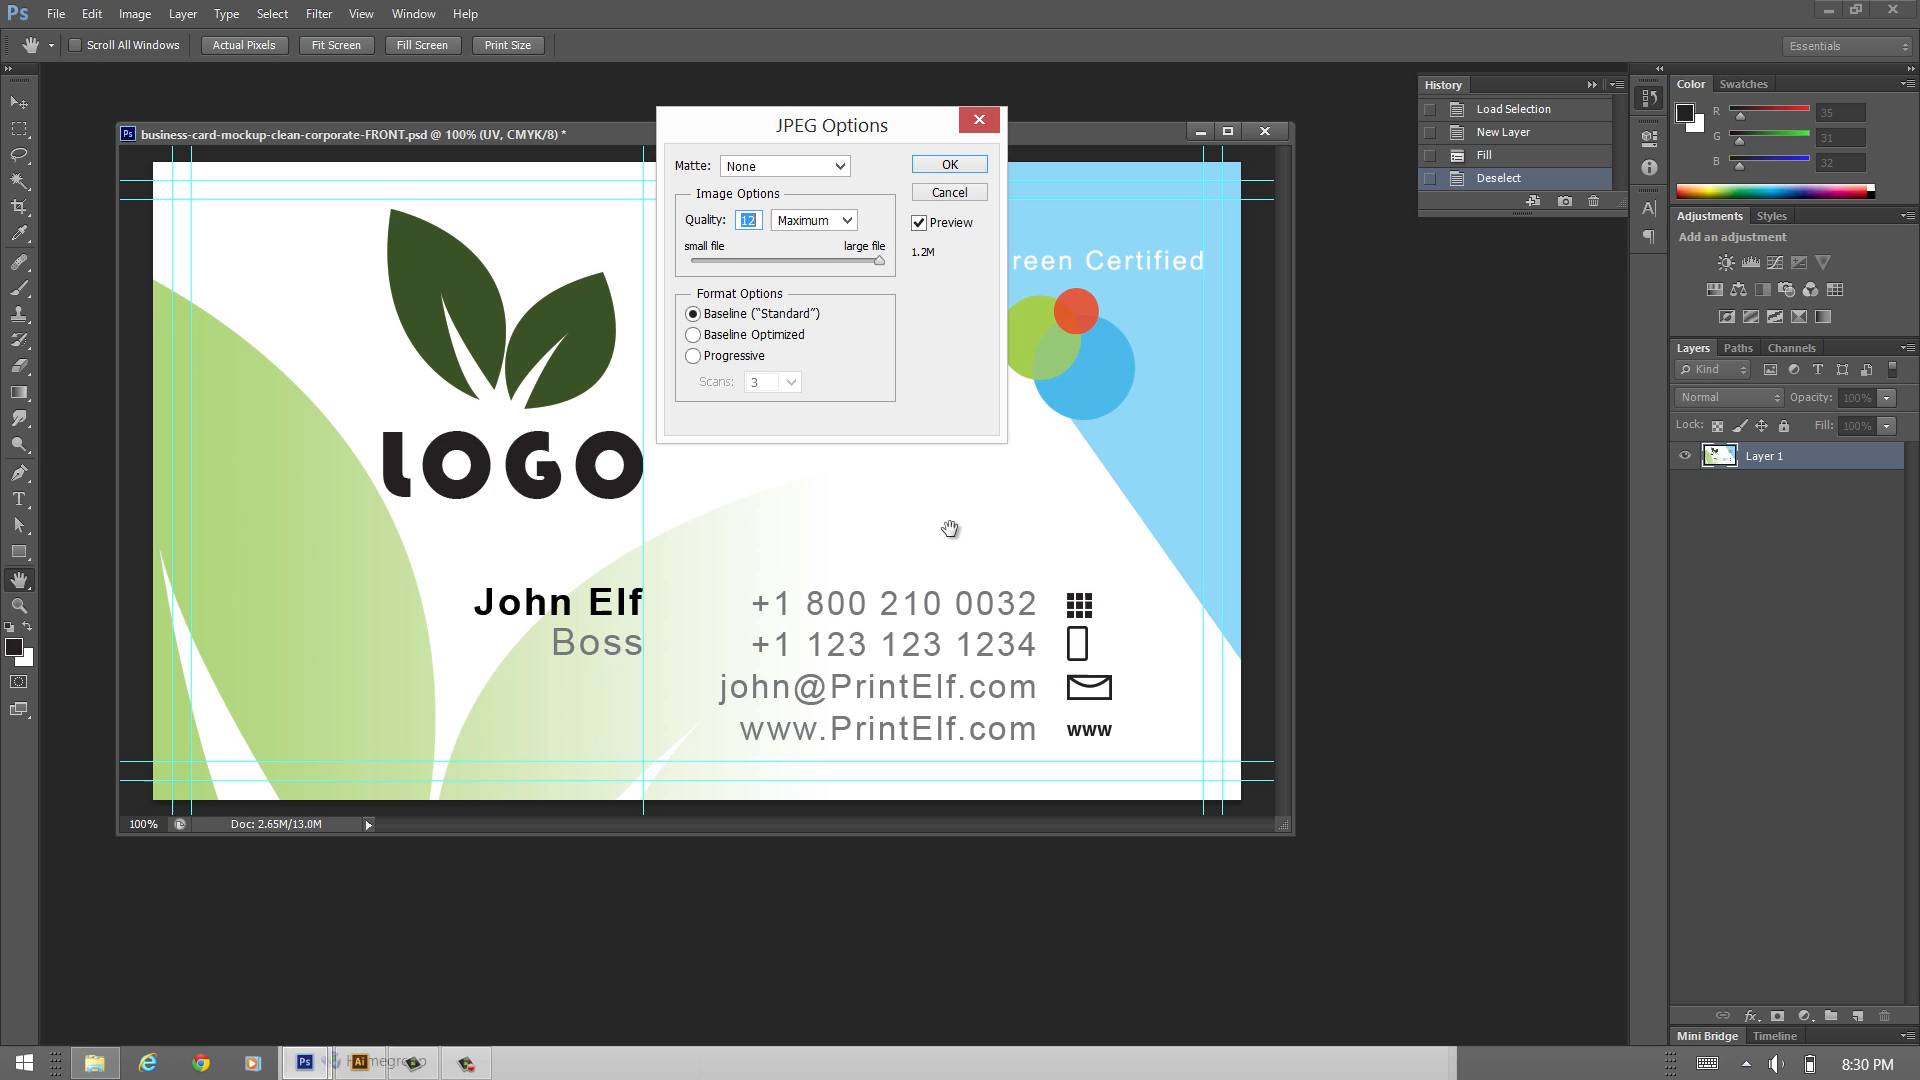 Ps File Edit Image Layer Type Select Filter View Window Help
Scroll All Windows Actual Pixels Fit Screen Fill Screen Print Size Essentials
business-card-mockup-clean-corporate-FRONT.psd @ 100% (UV, CMYK/8) *
JPEG Options
Matte: None
OK
Image Options
Cancel
Quality: 12 Maximum
Preview
small file large file
1.2M
Format Options
Baseline (“Standard”)
Baseline Optimized
Progressive
Scans: 3
reen Certified
LOGO
John Elf
Boss
+1 800 210 0032
+1 123 123 1234
john@PrintElf.com
www.PrintElf.com
www
100% Doc: 2.65M/13.0M
History
Load Selection
New Layer
Fill
Deselect
Color Swatches
R 35
G 31
B 32
Adjustments Styles
Add an adjustment
Layers Paths Channels
Kind
Normal Opacity: 100%
Lock: Fill: 100%
Layer 1
fx
Mini Bridge Timeline
Ps Ai
8:30 PM